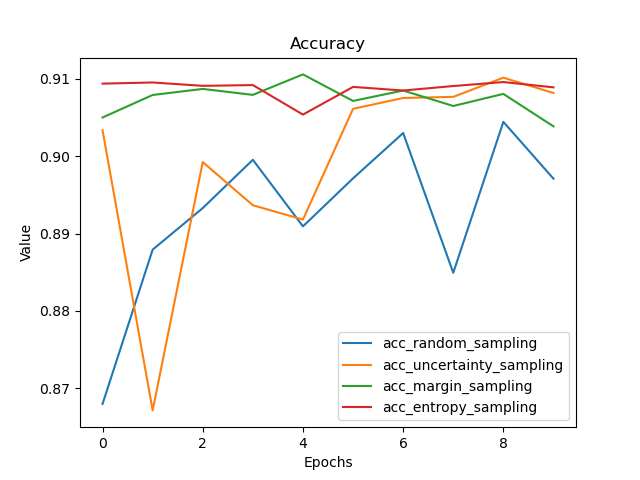 Accuracy
0.91
0.90
0.89
0.88
0.87
Value
0
2
4
6
8
Epochs
acc_random_sampling
acc_uncertainty_sampling
acc_margin_sampling
acc_entropy_sampling